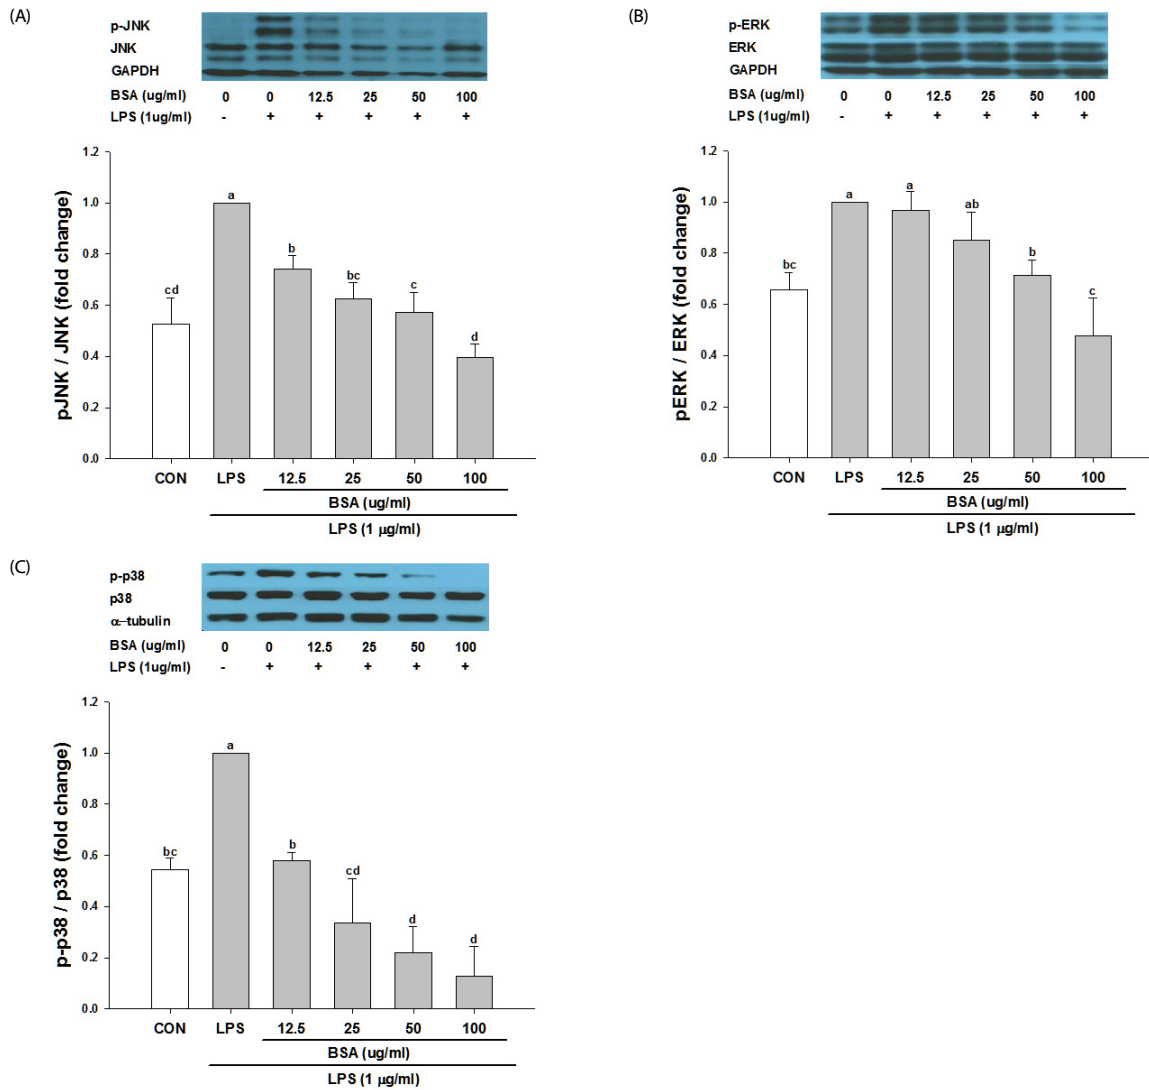 (A)
p-JNK
JNK
GAPDH
BSA (ug/ml) 0 0 12.5 25 50 100
LPS (1ug/ml) - + + + + +
1.2
1.0
0.8
0.6
0.4
0.2
0.0
pJNK / JNK (fold change)
cd a b bc c d
CON LPS 12.5 25 50 100
BSA (ug/ml)
LPS (1 μg/ml)
(B)
p-ERK
ERK
GAPDH
BSA (ug/ml) 0 0 12.5 25 50 100
LPS (1ug/ml) - + + + + +
1.2
1.0
0.8
0.6
0.4
0.2
0.0
pERK / ERK (fold change)
bc a a ab b c
CON LPS 12.5 25 50 100
BSA (ug/ml)
LPS (1 μg/ml)
(C)
p-p38
p38
α–tubulin
BSA (ug/ml) 0 0 12.5 25 50 100
LPS (1ug/ml) - + + + + +
1.2
1.0
0.8
0.6
0.4
0.2
0.0
p-p38 / p38 (fold change)
bc a b cd d d
CON LPS 12.5 25 50 100
BSA (ug/ml)
LPS (1 μg/ml)